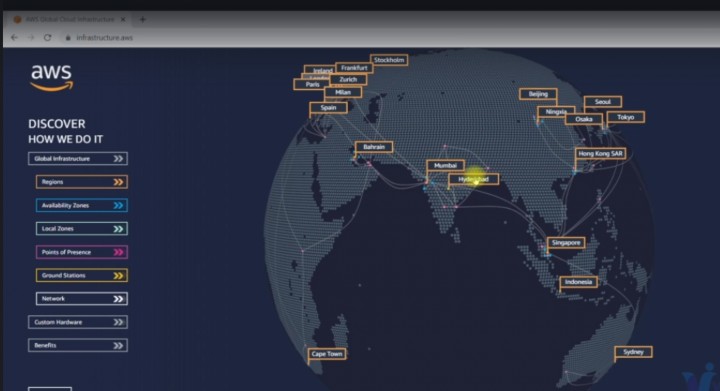 AWS Global Cloud Infrastructure
infrastructure.aws
aws
DISCOVER
HOW WE DO IT
Global Infrastructure
Regions
Availability Zones
Local Zones
Points of Presence
Ground Stations
Network
Custom Hardware
Benefits
Stockholm
Ireland
Frankfurt
Zurich
Paris
Milan
Spain
Bahrain
Mumbai
Hyderabad
Beijing
Ningxia
Seoul
Osaka
Tokyo
Hong Kong SAR
Singapore
Indonesia
Cape Town
Sydney